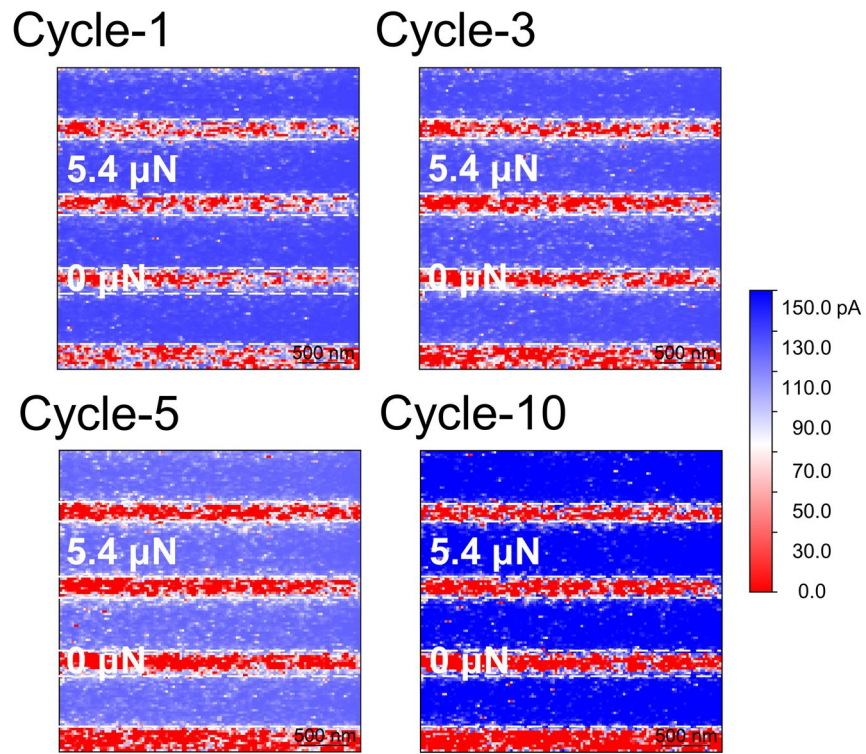 Cycle-1
Cycle-3
5.4 µN
0 µN
500 nm
5.4 µN
0 µN
500 nm
150.0 pA
130.0
110.0
90.0
70.0
50.0
30.0
0.0
Cycle-5
Cycle-10
5.4 µN
0 µN
500 nm
5.4 µN
0 µN
500 nm